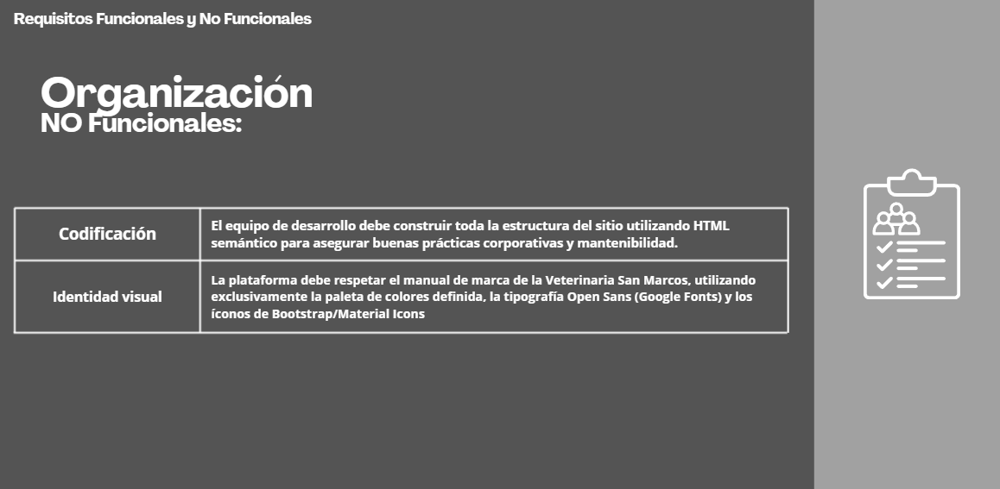 Requisitos Funcionales y No Funcionales
Organización
NO Funcionales:
Codificación
El equipo de desarrollo debe construir toda la estructura del sitio utilizando HTML
semántico para asegurar buenas prácticas corporativas y mantenibilidad.
Identidad visual
La plataforma debe respetar el manual de marca de la Veterinaria San Marcos, utilizando
exclusivamente la paleta de colores definida, la tipografía Open Sans (Google Fonts) y los
íconos de Bootstrap/Material Icons